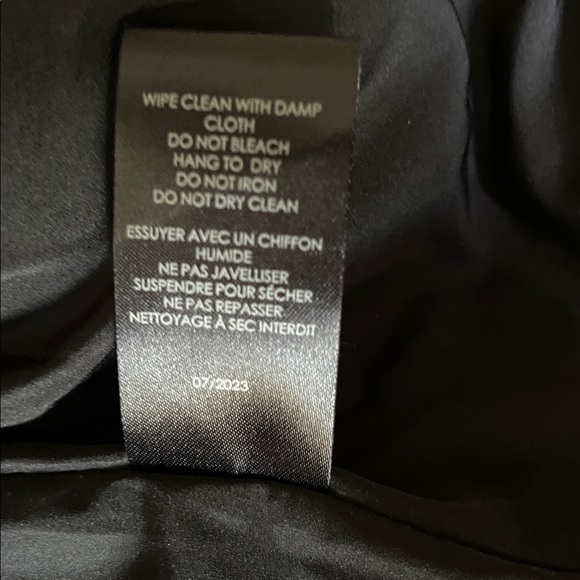 WIPE CLEAN WITH DAMP
CLOTH
DO NOT BLEACH
HANG TO DRY
DO NOT IRON
DO NOT DRY CLEAN
ESSUYER AVEC UN CHIFFON
HUMIDE
NE PAS JAVELLISER
SUSPENDRE POUR SÉCHER
NE PAS REPASSER
NETTOYAGE À SEC INTERDIT
07/2023